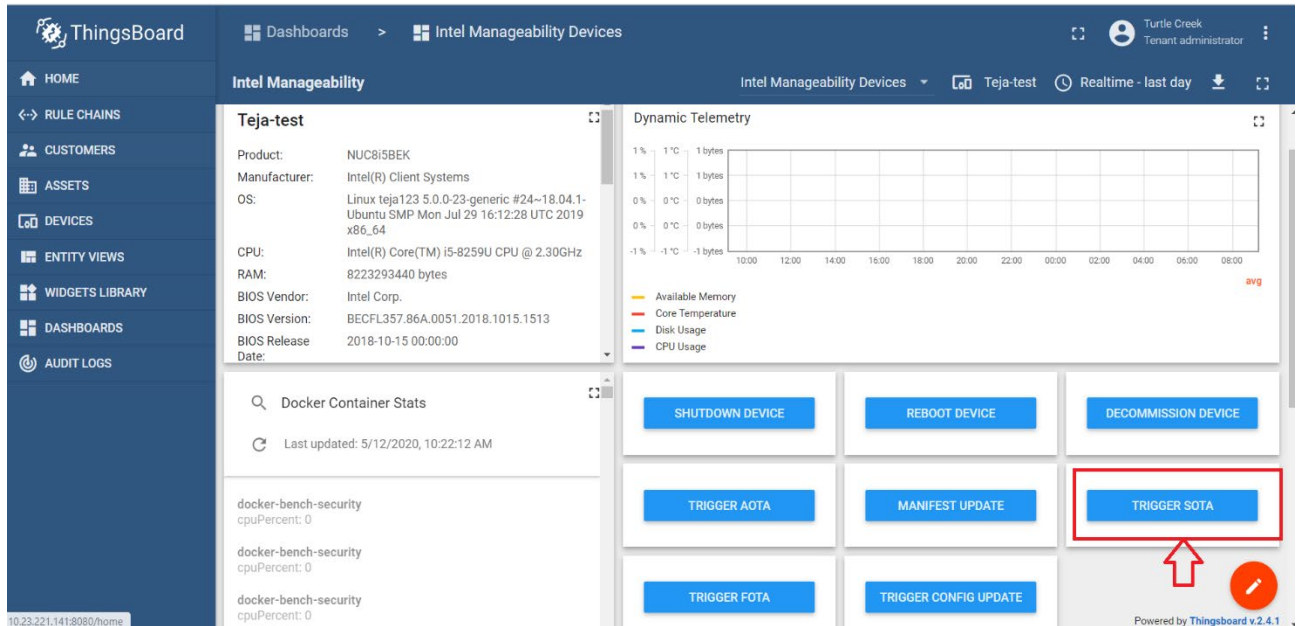 ThingsBoard
Dashboards > Intel Manageability Devices
Turtle Creek
Tenant administrator
HOME
RULE CHAINS
CUSTOMERS
ASSETS
DEVICES
ENTITY VIEWS
WIDGETS LIBRARY
DASHBOARDS
AUDIT LOGS
Intel Manageability
Intel Manageability Devices
Teja-test
Realtime - last day
Teja-test
Product: NUC8i5BEK
Manufacturer: Intel(R) Client Systems
OS: Linux teja123 5.0.0-23-generic #24~18.04.1-
Ubuntu SMP Mon Jul 29 16:12:28 UTC 2019
x86_64
CPU: Intel(R) Core(TM) i5-8259U CPU @ 2.30GHz
RAM: 8223293440 bytes
BIOS Vendor: Intel Corp.
BIOS Version: BECFL357.86A.0051.2018.1015.1513
BIOS Release 2018-10-15 00:00:00
Date:
Dynamic Telemetry
1 % 1 °C 1 bytes
1 % 1 °C 1 bytes
0 % 0 °C 0 bytes
0 % 0 °C 0 bytes
-1 % -1 °C -1 bytes
10:00 12:00 14:00 16:00 18:00 20:00 22:00 00:00 02:00 04:00 06:00 08:00
avg
Available Memory
Core Temperature
Disk Usage
CPU Usage
Docker Container Stats
Last updated: 5/12/2020, 10:22:12 AM
docker-bench-security
cpuPercent: 0
docker-bench-security
cpuPercent: 0
docker-bench-security
cpuPercent: 0
SHUTDOWN DEVICE
REBOOT DEVICE
DECOMMISSION DEVICE
TRIGGER AOTA
MANIFEST UPDATE
TRIGGER SOTA
TRIGGER FOTA
TRIGGER CONFIG UPDATE
10.23.221.141:8080/home
Powered by Thingsboard v.2.4.1